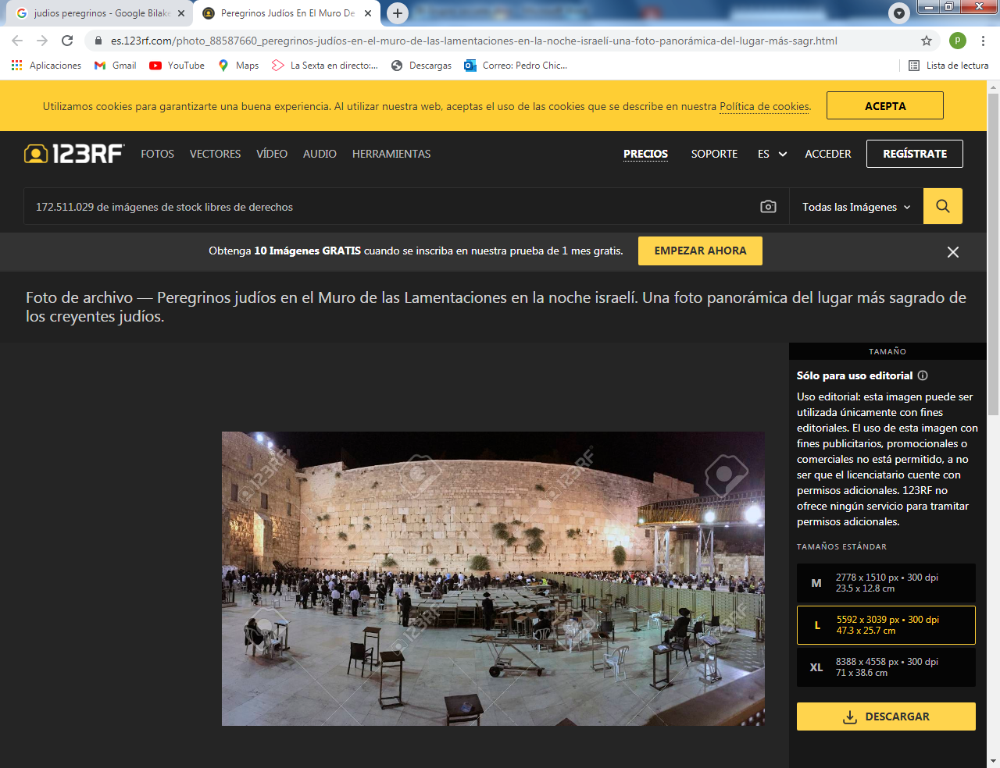 judios peregrinos - Google Bilake
Peregrinos Judíos En El Muro De
es.123rf.com/photo_88587660_peregrinos-judíos-en-el-muro-de-las-lamentaciones-en-la-noche-israelí-una-foto-panorámica-del-lugar-más-sagr.html
p
Aplicaciones
Gmail
YouTube
Maps
La Sexta en directo:...
Descargas
Correo: Pedro Chic...
Lista de lectura
Utilizamos cookies para garantizarte una buena experiencia. Al utilizar nuestra web, aceptas el uso de las cookies que se describe en nuestra Política de cookies.
ACEPTA
123RF
FOTOS
VECTORES
VÍDEO
AUDIO
HERRAMIENTAS
PRECIOS
SOPORTE
ES
ACCEDER
REGÍSTRATE
172.511.029 de imágenes de stock libres de derechos
Todas las Imágenes
Obtenga 10 Imágenes GRATIS cuando se inscriba en nuestra prueba de 1 mes gratis.
EMPEZAR AHORA
Foto de archivo — Peregrinos judíos en el Muro de las Lamentaciones en la noche israelí. Una foto panorámica del lugar más sagrado de
los creyentes judíos.
123RF
123RF
123RF
123RF
TAMAÑO
Sólo para uso editorial
Uso editorial: esta imagen puede ser
utilizada únicamente con fines
editoriales. El uso de esta imagen con
fines publicitarios, promocionales o
comerciales no está permitido, a no
ser que el licenciatario cuente con
permisos adicionales. 123RF no
ofrece ningún servicio para tramitar
permisos adicionales.
TAMAÑOS ESTÁNDAR
M
2778 x 1510 px • 300 dpi
23.5 x 12.8 cm
L
5592 x 3039 px • 300 dpi
47.3 x 25.7 cm
XL
8388 x 4558 px • 300 dpi
71 x 38.6 cm
DESCARGAR